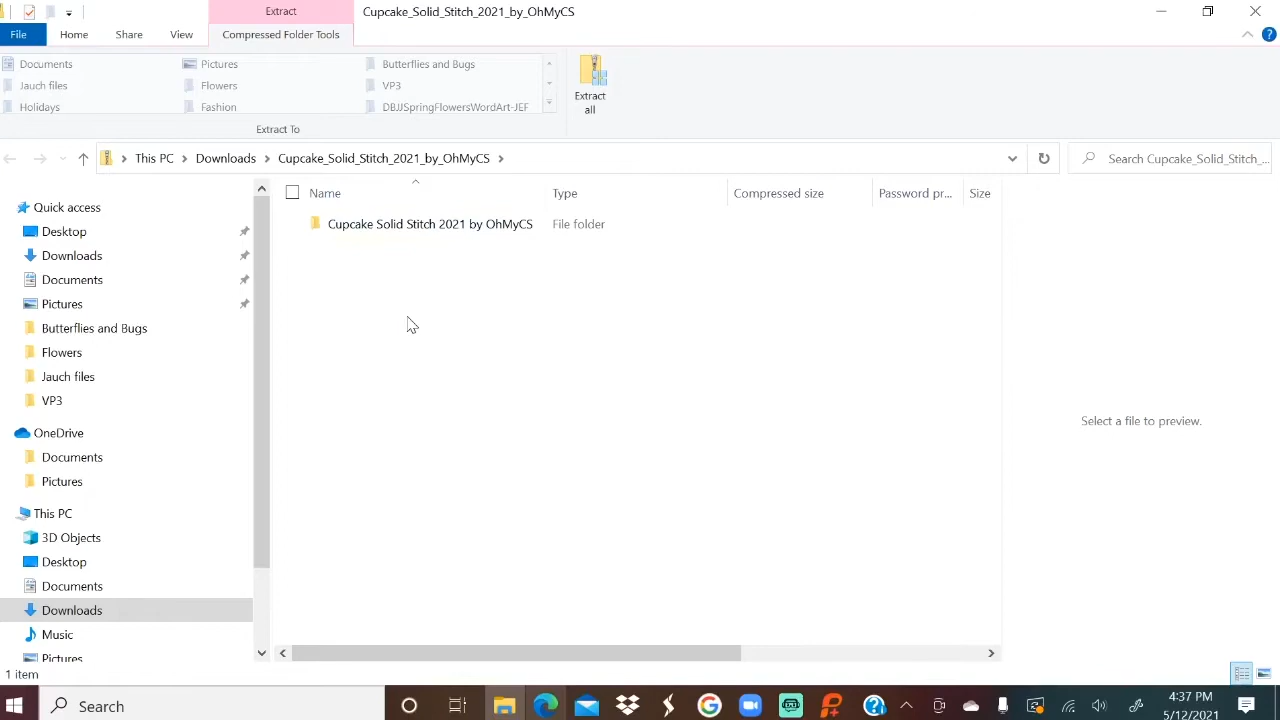 Extract
Cupcake_Solid_Stitch_2021_by_OhMyCS
File
Home
Share
View
Compressed Folder Tools
Documents
Pictures
Butterflies and Bugs
Jauch files
Flowers
VP3
Holidays
Fashion
DBJJSpringFlowersWordArt-JEF
Extract all
Extract To
This PC
Downloads
Cupcake_Solid_Stitch_2021_by_OhMyCS
Search Cupcake_Solid_Stitch_...
Name
Type
Compressed size
Password pr...
Size
Cupcake Solid Stitch 2021 by OhMyCS
File folder
Quick access
Desktop
Downloads
Documents
Pictures
Butterflies and Bugs
Flowers
Jauch files
VP3
OneDrive
Documents
Pictures
This PC
3D Objects
Desktop
Documents
Downloads
Music
Pictures
Select a file to preview.
1 item
Search
4:37 PM
5/12/2021